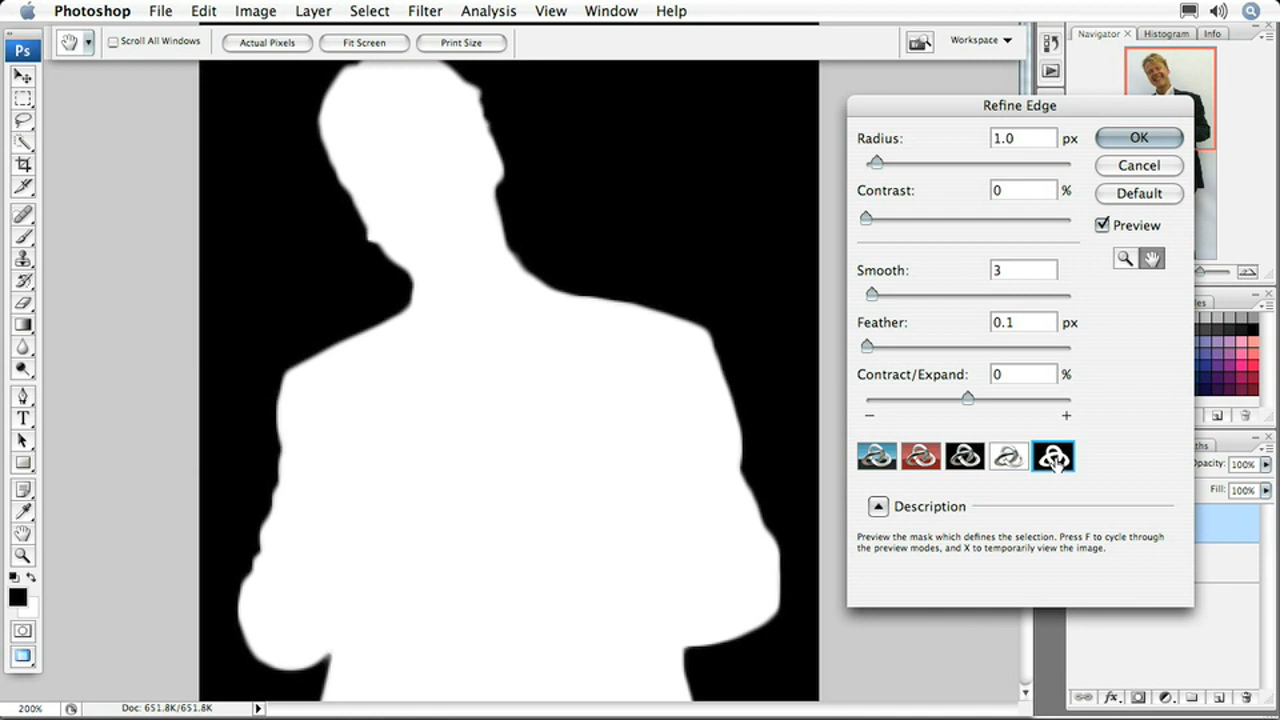 Photoshop File Edit Image Layer Select Filter Analysis View Window Help
Ps
Scroll All Windows Actual Pixels Fit Screen Print Size
Workspace
Navigator Histogram Info
Refine Edge
Radius: 1.0 px
OK
Cancel
Contrast: 0 %
Default
Preview
Smooth: 3
Feather: 0.1 px
Contract/Expand: 0 %
− +
Description
Preview the mask which defines the selection. Press F to cycle through
the preview modes, and X to temporarily view the image.
Opacity: 100%
Fill: 100%
T
fx
200% Doc: 651.8K/651.8K